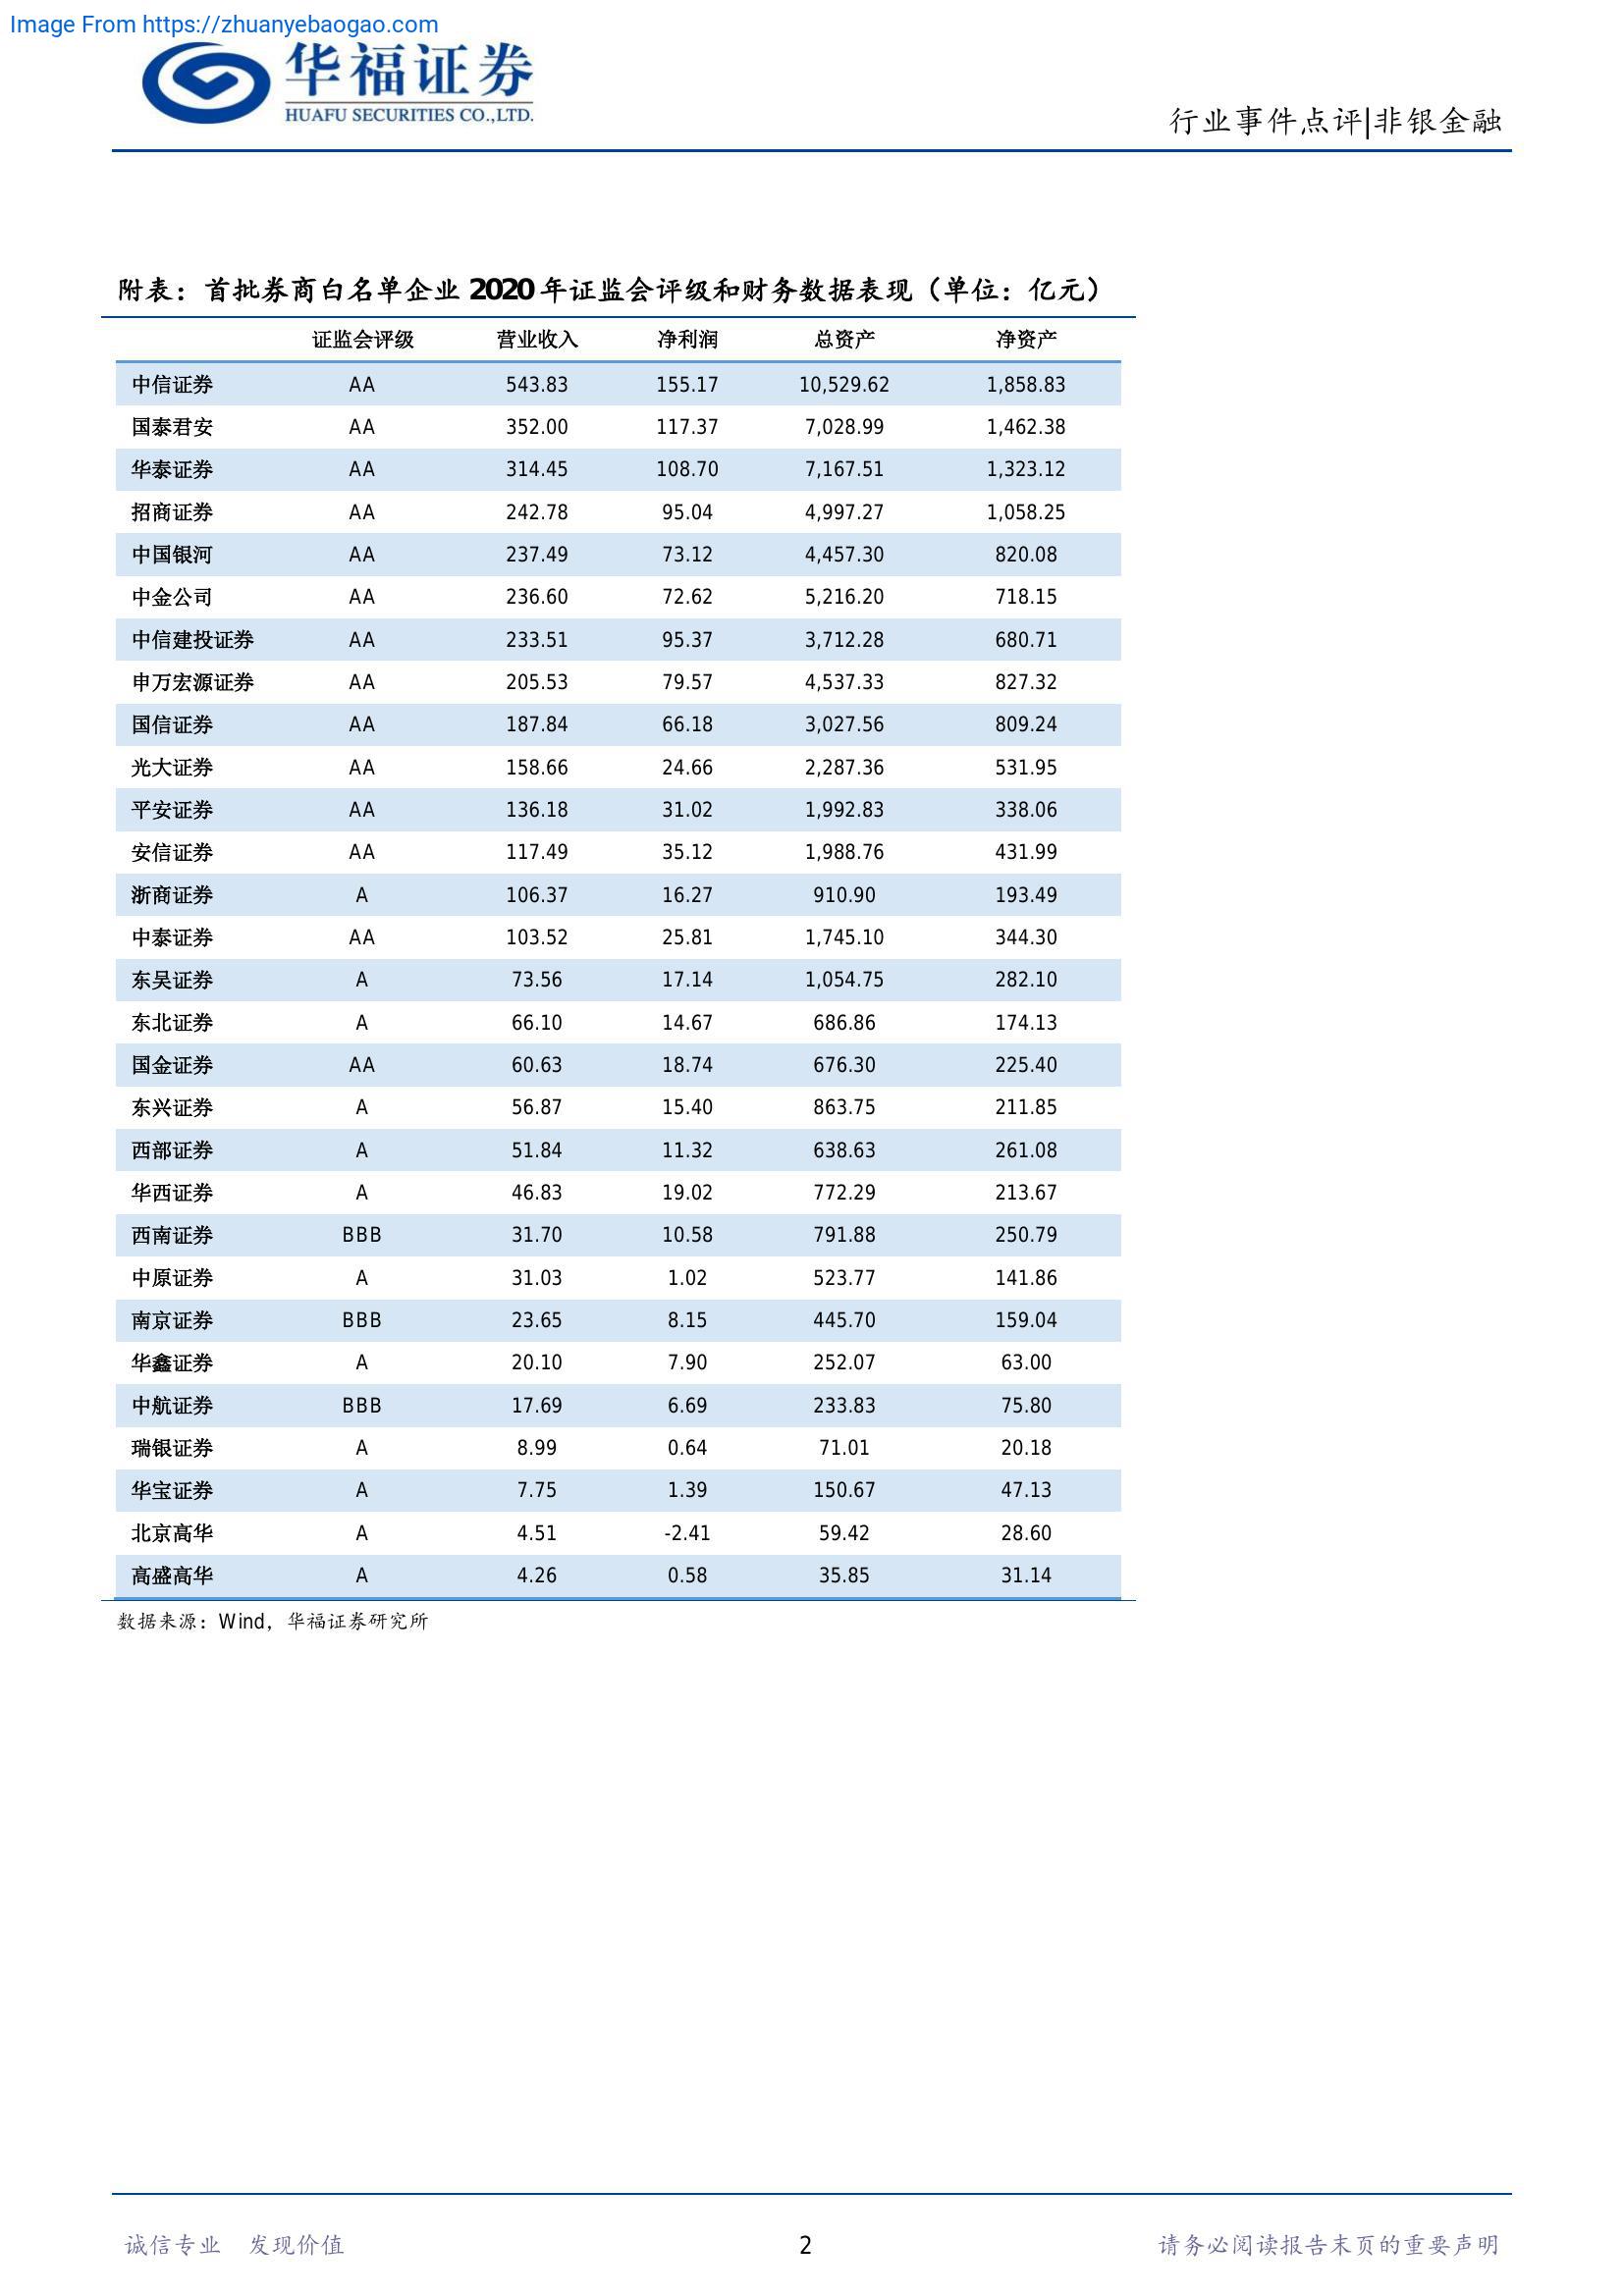 Image From https://zhuanyebaogao.com
华福证券
HUAFU SECURITIES CO.,LTD.
行业事件点评|非银金融
附表：首批券商白名单企业 2020 年证监会评级和财务数据表现（单位：亿元）
证监会评级 营业收入 净利润 总资产 净资产
中信证券 AA 543.83 155.17 10,529.62 1,858.83
国泰君安 AA 352.00 117.37 7,028.99 1,462.38
华泰证券 AA 314.45 108.70 7,167.51 1,323.12
招商证券 AA 242.78 95.04 4,997.27 1,058.25
中国银河 AA 237.49 73.12 4,457.30 820.08
中金公司 AA 236.60 72.62 5,216.20 718.15
中信建投证券 AA 233.51 95.37 3,712.28 680.71
申万宏源证券 AA 205.53 79.57 4,537.33 827.32
国信证券 AA 187.84 66.18 3,027.56 809.24
光大证券 AA 158.66 24.66 2,287.36 531.95
平安证券 AA 136.18 31.02 1,992.83 338.06
安信证券 AA 117.49 35.12 1,988.76 431.99
浙商证券 A 106.37 16.27 910.90 193.49
中泰证券 AA 103.52 25.81 1,745.10 344.30
东吴证券 A 73.56 17.14 1,054.75 282.10
东北证券 A 66.10 14.67 686.86 174.13
国金证券 AA 60.63 18.74 676.30 225.40
东兴证券 A 56.87 15.40 863.75 211.85
西部证券 A 51.84 11.32 638.63 261.08
华西证券 A 46.83 19.02 772.29 213.67
西南证券 BBB 31.70 10.58 791.88 250.79
中原证券 A 31.03 1.02 523.77 141.86
南京证券 BBB 23.65 8.15 445.70 159.04
华鑫证券 A 20.10 7.90 252.07 63.00
中航证券 BBB 17.69 6.69 233.83 75.80
瑞银证券 A 8.99 0.64 71.01 20.18
华宝证券 A 7.75 1.39 150.67 47.13
北京高华 A 4.51 -2.41 59.42 28.60
高盛高华 A 4.26 0.58 35.85 31.14
数据来源：Wind，华福证券研究所
诚信专业 发现价值 2 请务必阅读报告末页的重要声明